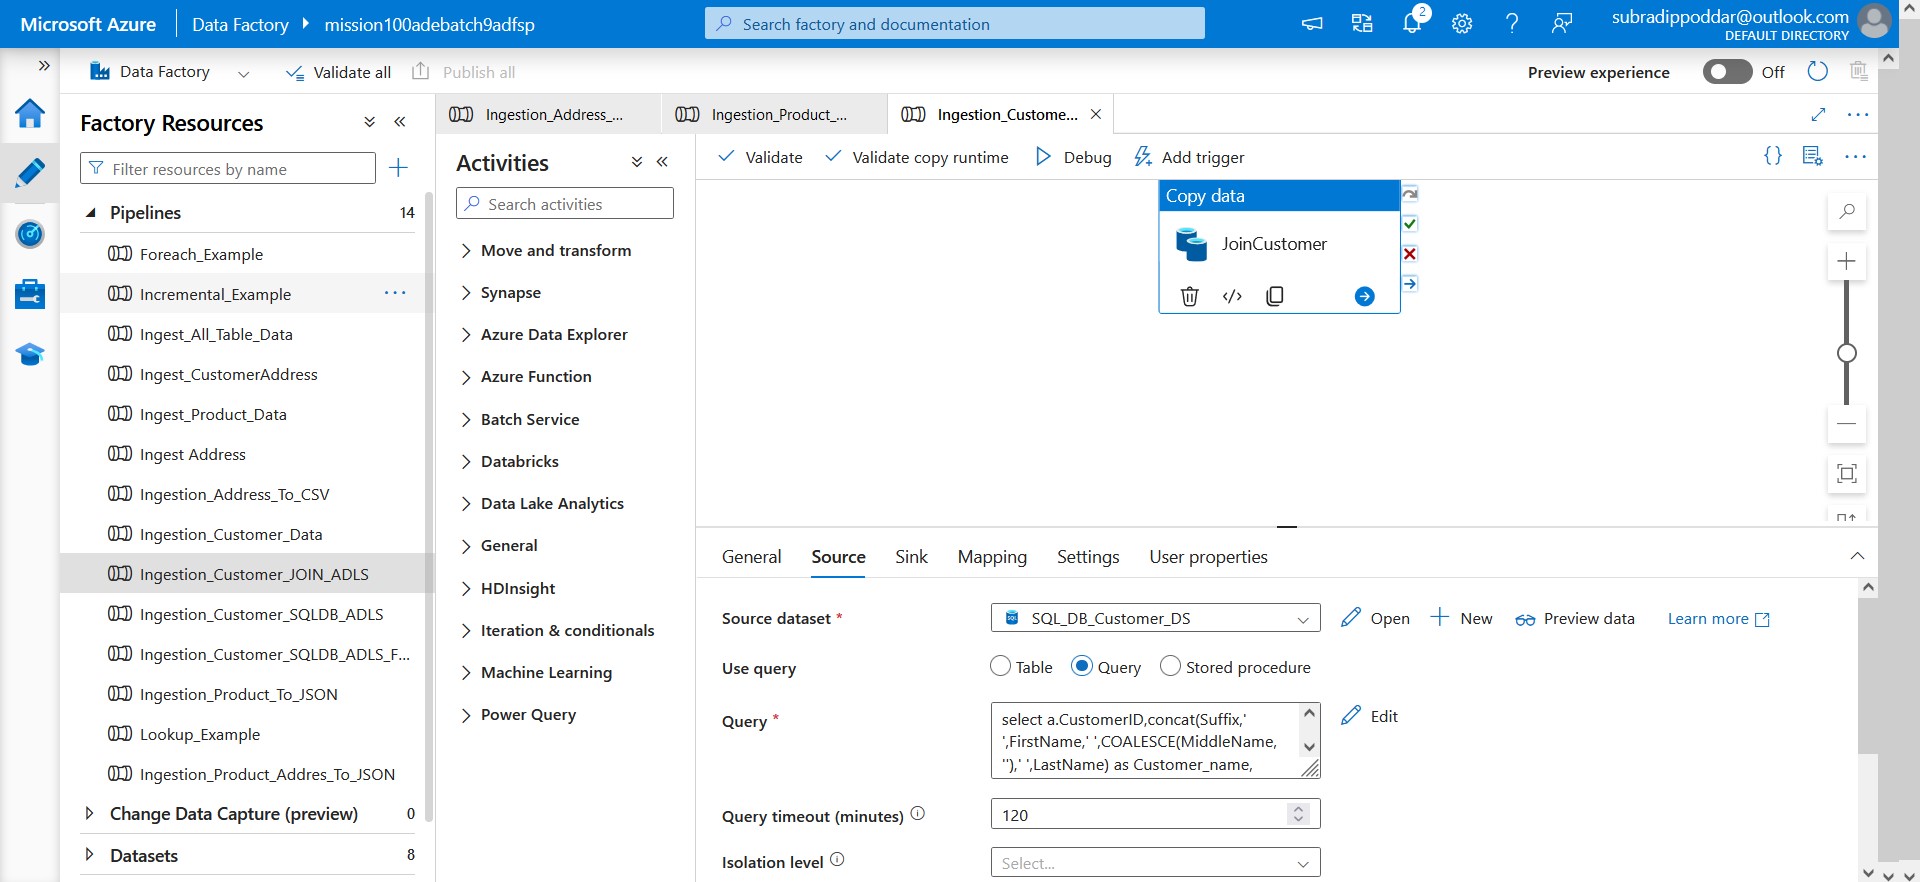 Microsoft Azure
Data Factory
mission100adebatch9adfsp
Search factory and documentation
2
subradippoddar@outlook.com
DEFAULT DIRECTORY
Data Factory
Validate all
Publish all
Preview experience
Off
Factory Resources
Filter resources by name
Pipelines 14
Foreach_Example
Incremental_Example
Ingest_All_Table_Data
Ingest_CustomerAddress
Ingest_Product_Data
Ingest Address
Ingestion_Address_To_CSV
Ingestion_Customer_Data
Ingestion_Customer_JOIN_ADLS
Ingestion_Customer_SQLDB_ADLS
Ingestion_Customer_SQLDB_ADLS_F...
Ingestion_Product_To_JSON
Lookup_Example
Ingestion_Product_Addres_To_JSON
Change Data Capture (preview) 0
Datasets 8
Ingestion_Address_...
Ingestion_Product_...
Ingestion_Custome...
Activities
Search activities
Move and transform
Synapse
Azure Data Explorer
Azure Function
Batch Service
Databricks
Data Lake Analytics
General
HDInsight
Iteration & conditionals
Machine Learning
Power Query
Validate
Validate copy runtime
Debug
Add trigger
Copy data
JoinCustomer
General
Source
Sink
Mapping
Settings
User properties
Source dataset *
SQL_DB_Customer_DS
Open
New
Preview data
Learn more
Use query
Table
Query
Stored procedure
Query *
select a.CustomerID,concat(Suffix,'
',FirstName,' ',COALESCE(MiddleName,
''),' ',LastName) as Customer_name,
Edit
Query timeout (minutes)
120
Isolation level
Select...